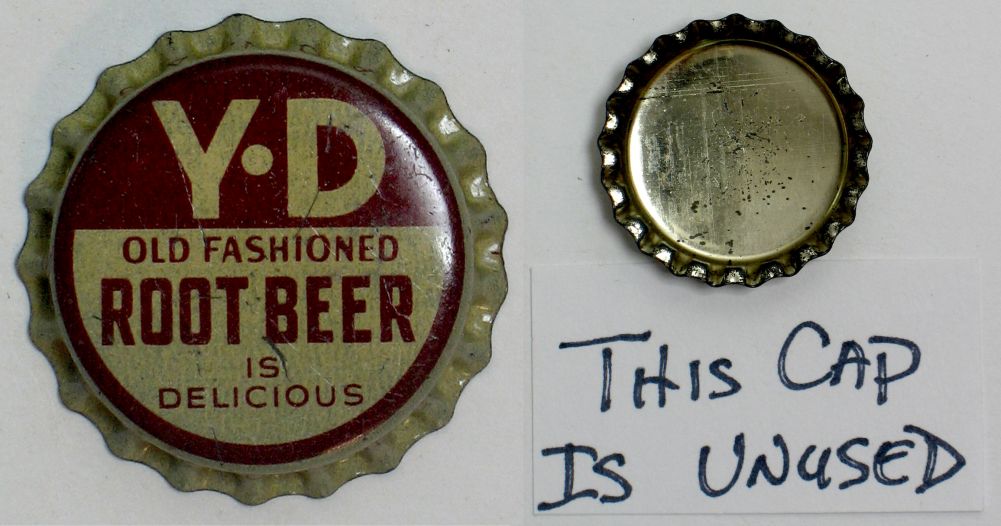 Y·D
OLD FASHIONED
ROOT BEER
IS
DELICIOUS
THIS CAP
IS UNUSED